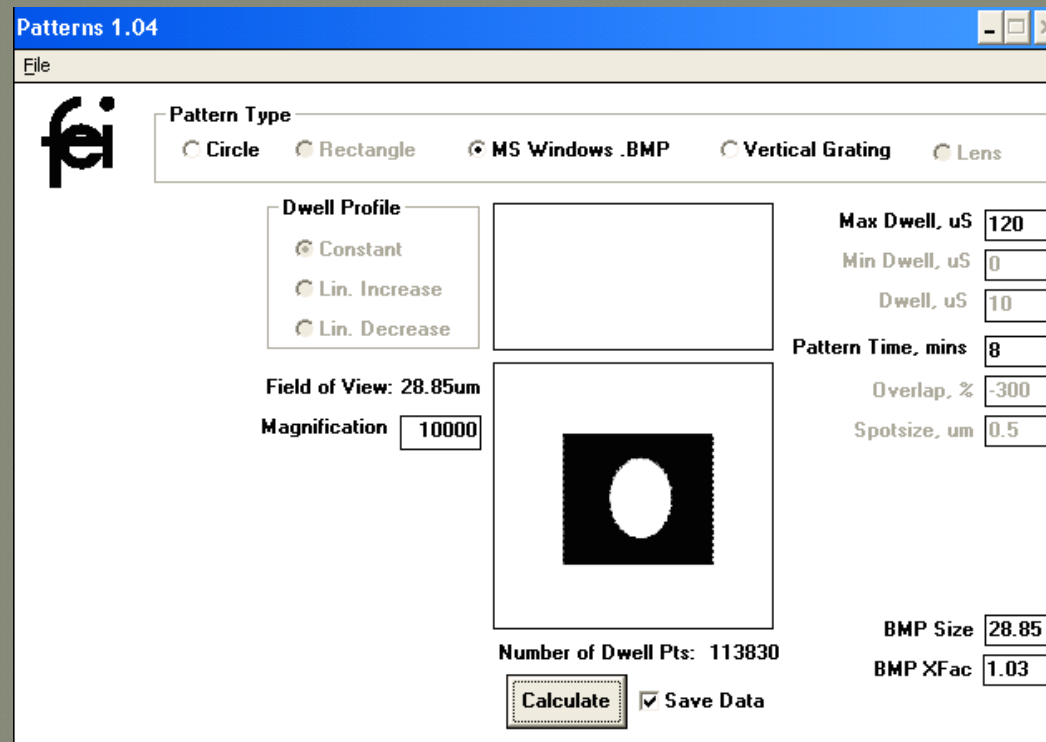 Patterns 1.04
File
fei
Pattern Type
Circle Rectangle MS Windows .BMP Vertical Grating Lens
Dwell Profile
Constant
Lin. Increase
Lin. Decrease
Max Dwell, uS 120
Min Dwell, uS 0
Dwell, uS 10
Pattern Time, mins 8
Overlap, % -300
Spotsize, um 0.5
Field of View: 28.85um
Magnification 10000
Number of Dwell Pts: 113830
Calculate Save Data
BMP Size 28.85
BMP XFac 1.03